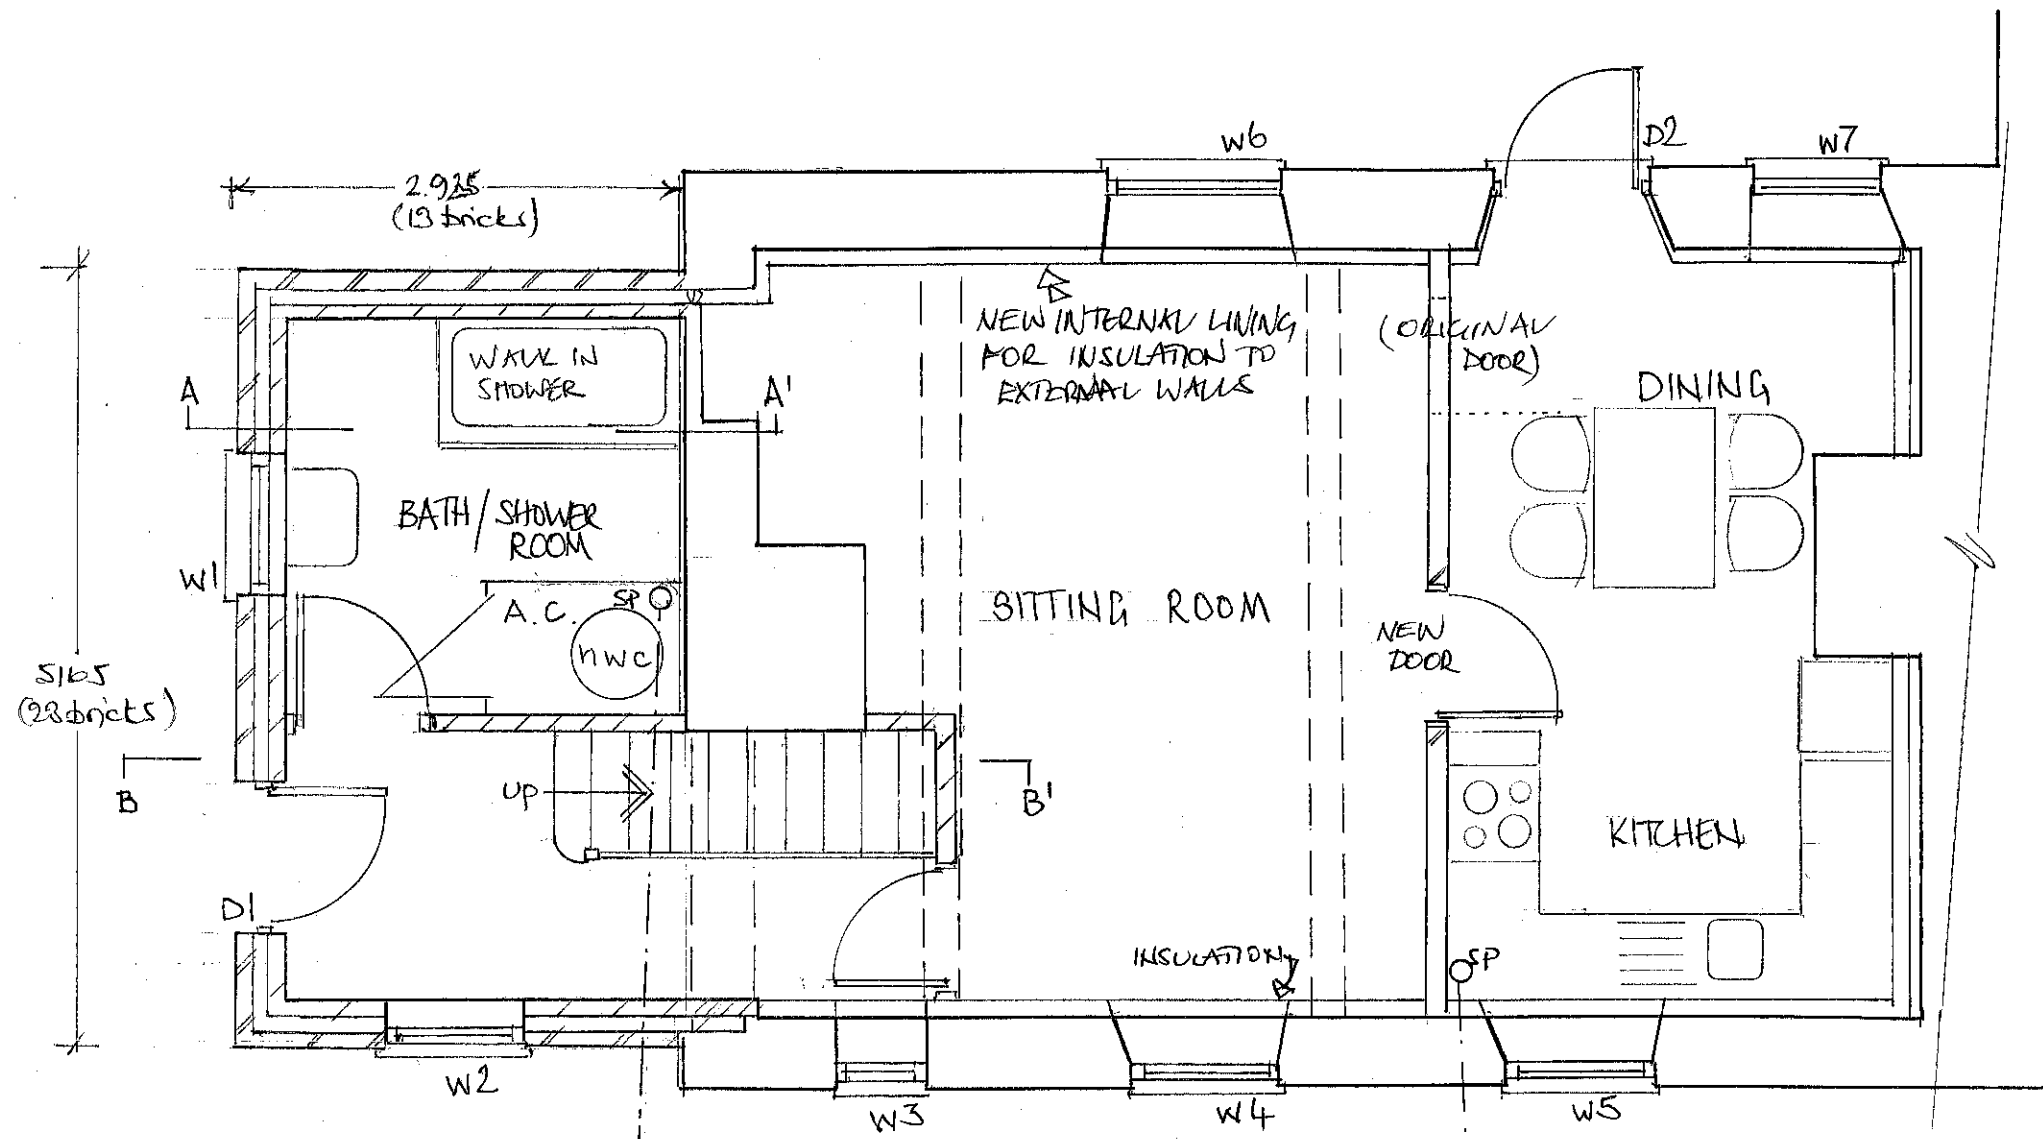 W6
D2
W7
2.925
(13 bricks)
NEW INTERNAL LINING
FOR INSULATION TO
EXTERNAL WALLS
(ORIGINAL
DOOR)
WALK IN
SHOWER
A
A'
DINING
BATH/SHOWER
ROOM
W1
A.C.
SP
hwc
SITTING ROOM
NEW
DOOR
5165
(23 bricks)
B
UP
B'
KITCHEN
D1
INSULATION
SP
W2
W3
W4
W5